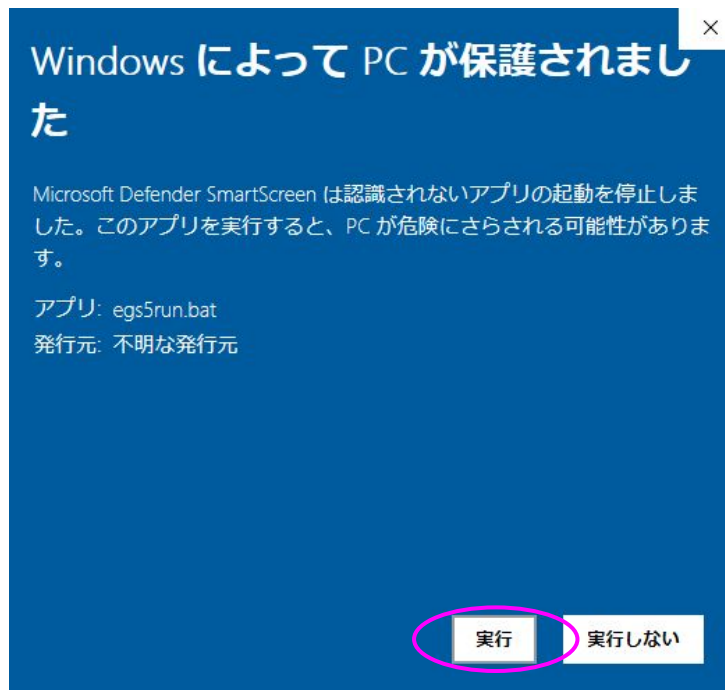 Windows によって PC が保護されまし
た
Microsoft Defender SmartScreen は認識されないアプリの起動を停止しま
した。このアプリを実行すると、PC が危険にさらされる可能性がありま
す。
アプリ: egs5run.bat
発行元: 不明な発行元
実行 実行しない